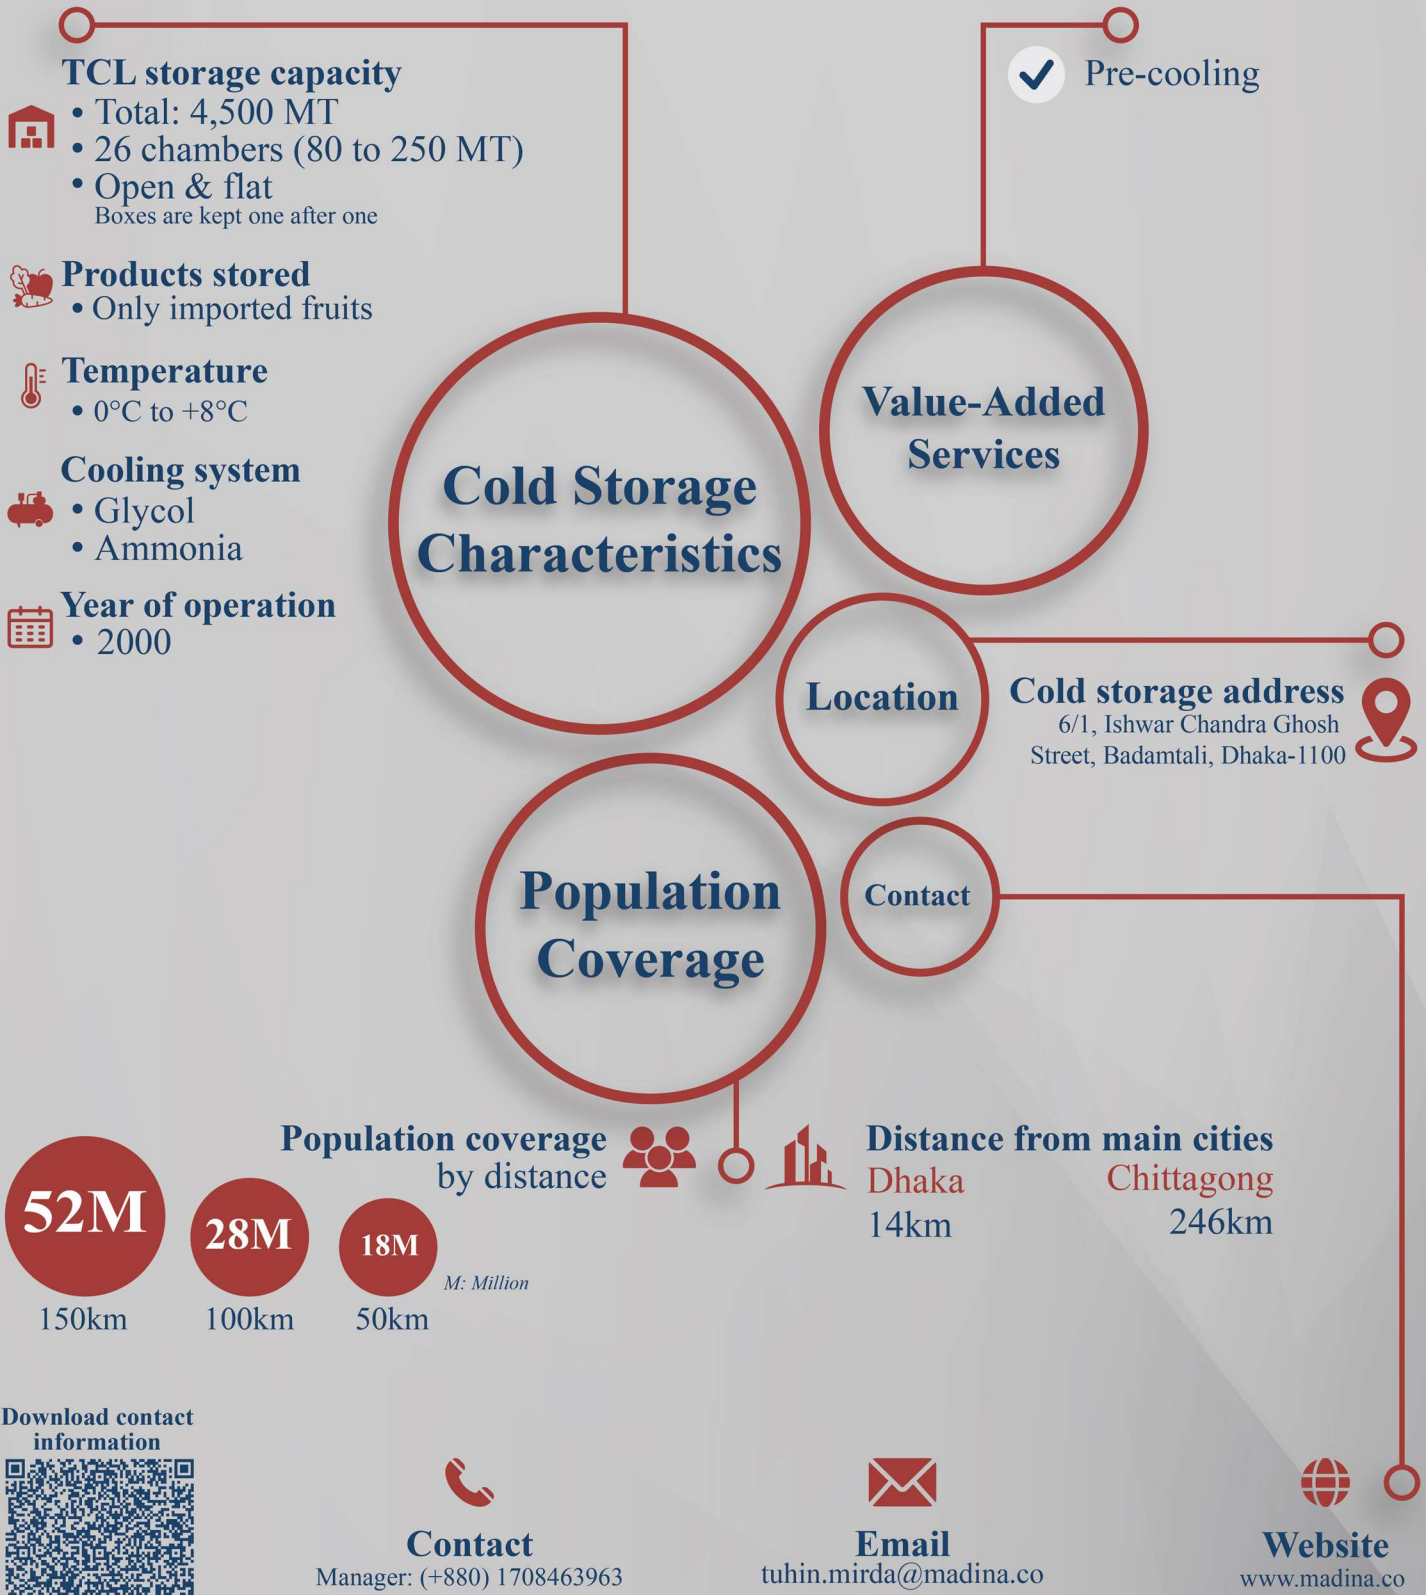 TCL storage capacity
• Total: 4,500 MT
• 26 chambers (80 to 250 MT)
• Open & flat
Boxes are kept one after one
Products stored
• Only imported fruits
Temperature
• 0°C to +8°C
Cooling system
• Glycol
• Ammonia
Year of operation
• 2000
Cold Storage
Characteristics
Pre-cooling
Value-Added
Services
Location
Cold storage address
6/1, Ishwar Chandra Ghosh
Street, Badamtali, Dhaka-1100
Population
Coverage
Contact
Population coverage
by distance
52M
28M
18M
M: Million
150km
100km
50km
Distance from main cities
Dhaka
Chittagong
14km
246km
Download contact
information
Contact
Manager: (+880) 1708463963
Email
tuhin.mirda@madina.co
Website
www.madina.co